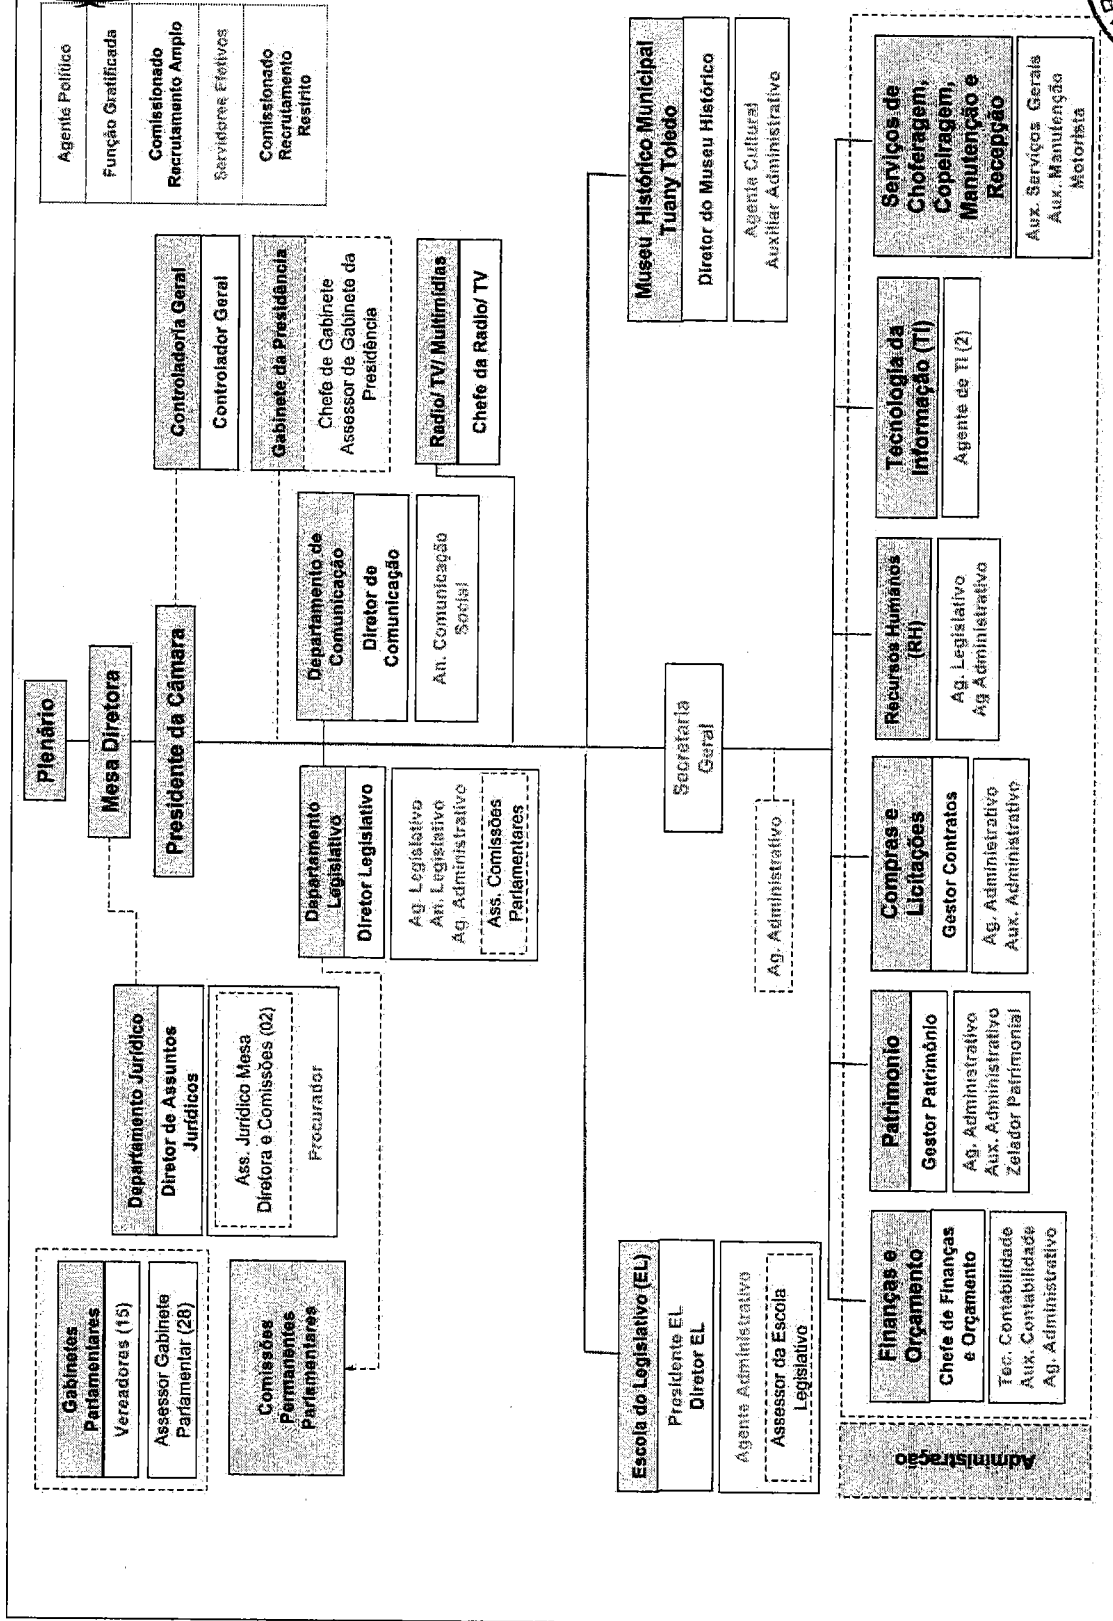 Plenário
Mesa Diretora
Presidente da Câmara
Agente Político
Função Gratificada
Comissionado
Recrutamento Amplo
Servidores Efetivos
Comissionado
Recrutamento
Restrito
Gabinetes
Parlamentares
Vereadores (15)
Assessor Gabinete
Parlamentar (28)
Departamento Jurídico
Diretor de Assuntos
Jurídicos
Ass. Jurídico Mesa
Diretora e Comissões (02)
Procurador
Controladoria Geral
Controlador Geral
Comissões
Permanentes
Parlamentares
Gabinete da Presidência
Chefe de Gabinete
Assessor de Gabinete da
Presidência
Departamento
Legislativo
Diretor Legislativo
Ag. Legislativo
An. Legislativo
Ag. Administrativo
Ass. Comissões
Parlamentares
Departamento de
Comunicação
Diretor de
Comunicação
An. Comunicação
Social
Radio/ TV/ Multimidias
Chefe da Radio/ TV
Escola do Legislativo (EL)
Presidente EL
Diretor EL
Agente Administrativo
Assessor da Escola
Legislativo
Secretaria
Geral
Museu Histórico Municipal
Tuany Toledo
Diretor do Museu Histórico
Agente Cultural
Auxiliar Administrativo
Ag. Administrativo
Administração
Finanças e
Orçamento
Chefe de Finanças
e Orçamento
Tec. Contabilidade
Aux. Contabilidade
Ag. Administrativo
Patrimonio
Gestor Patrimônio
Ag. Administrativo
Aux. Administrativo
Zelador Patrimonial
Compras e
Licitações
Gestor Contratos
Ag. Administrativo
Aux. Administrativo
Recursos Humanos
(RH)
Ag. Legislativo
Ag Administrativo
Tecnologia da
Informação (TI)
Agente de TI (2)
Serviços de
Choferagem,
Copeiragem,
Manutenção e
Recepção
Aux. Serviços Gerais
Aux. Manutenção
Motorista